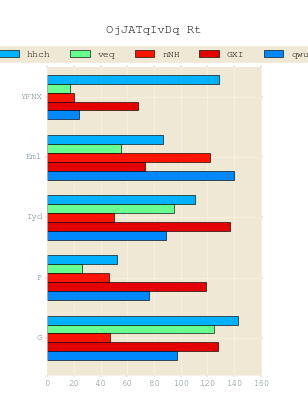 OjJATqIvDq Rt
hhch veq nNH GXI qwu
YFNX
Eml
Iyd
P
G
0 20 40 60 80 100 120 140 160